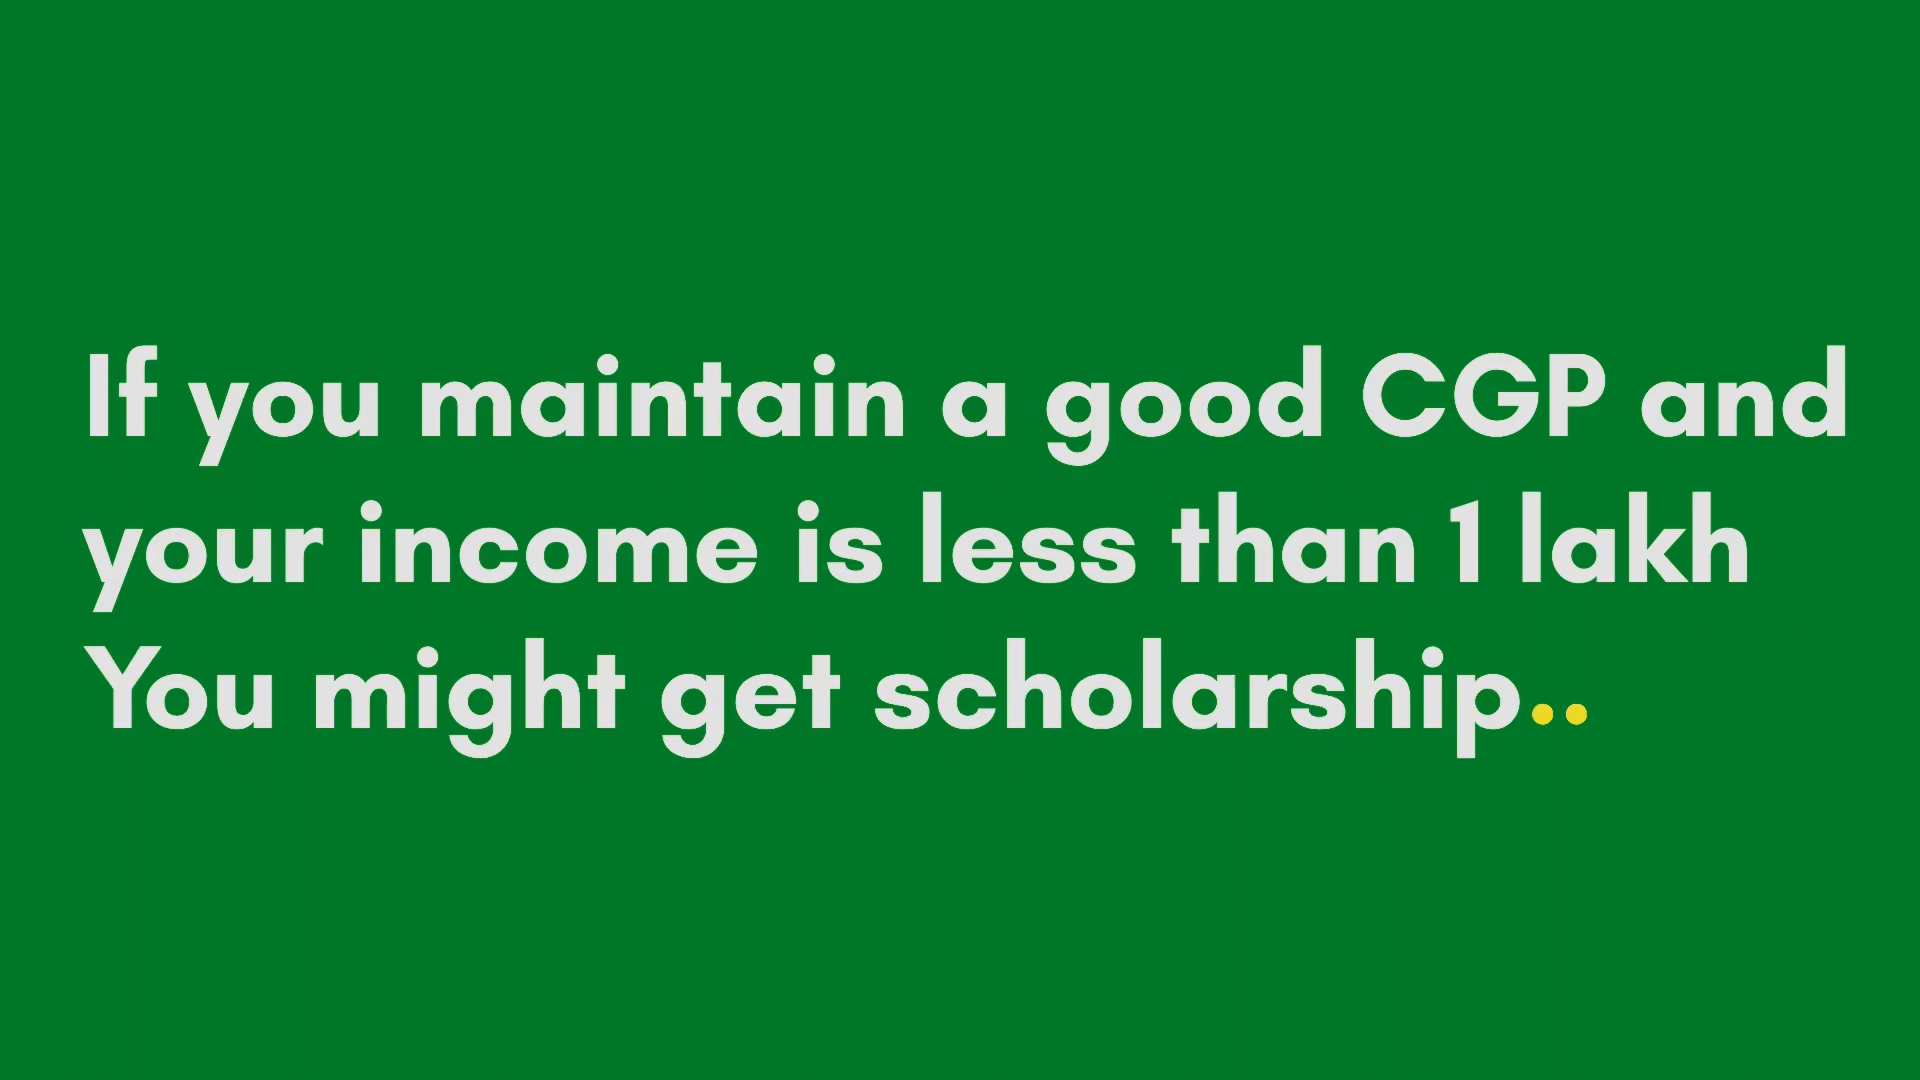 If you maintain a good CGP and
your income is less than 1 lakh
You might get scholarship..